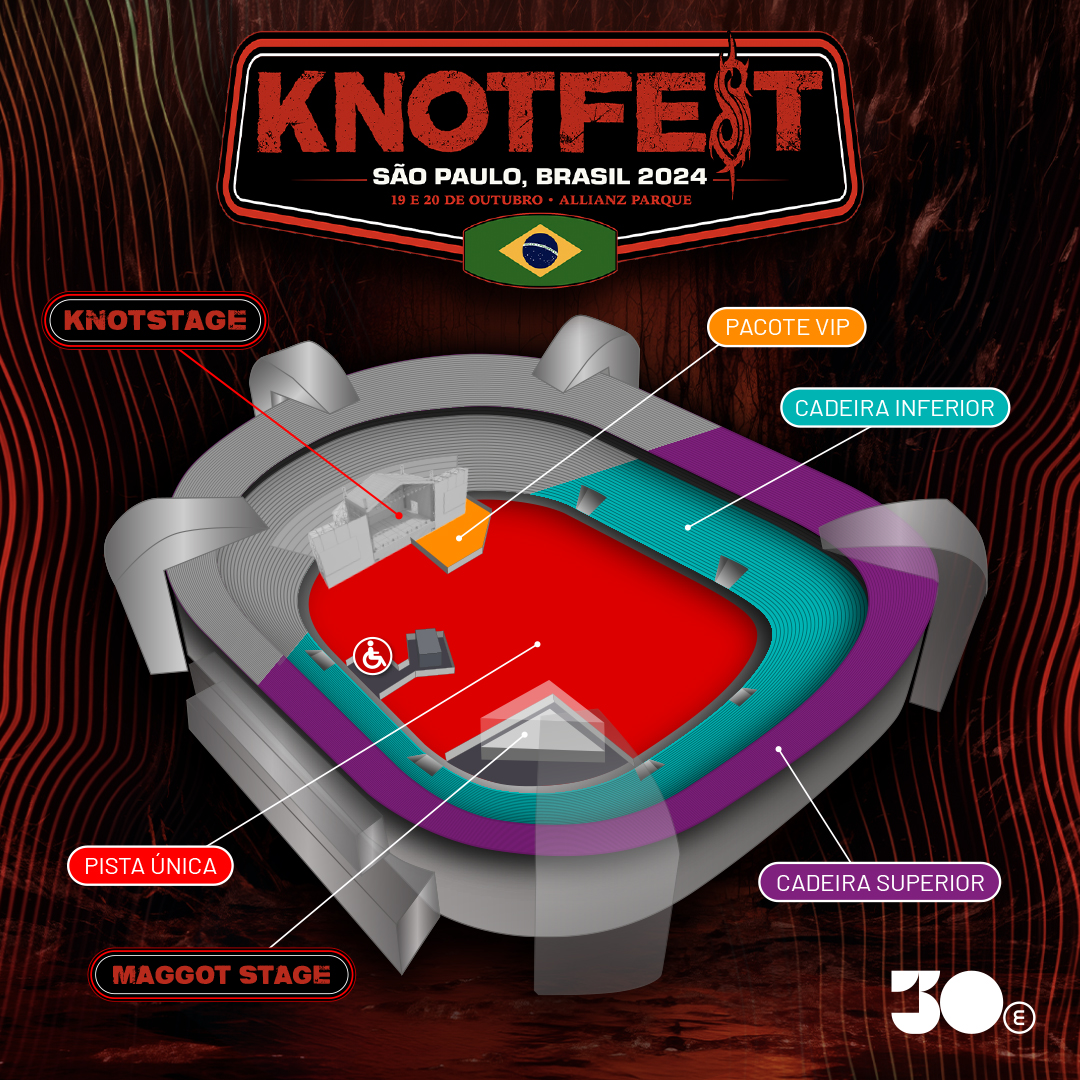 KNOTFEST
SÃO PAULO, BRASIL 2024
19 E 20 DE OUTUBRO • ALLIANZ PARQUE
KNOTSTAGE
PACOTE VIP
CADEIRA INFERIOR
PISTA ÚNICA
CADEIRA SUPERIOR
MAGGOT STAGE
30e